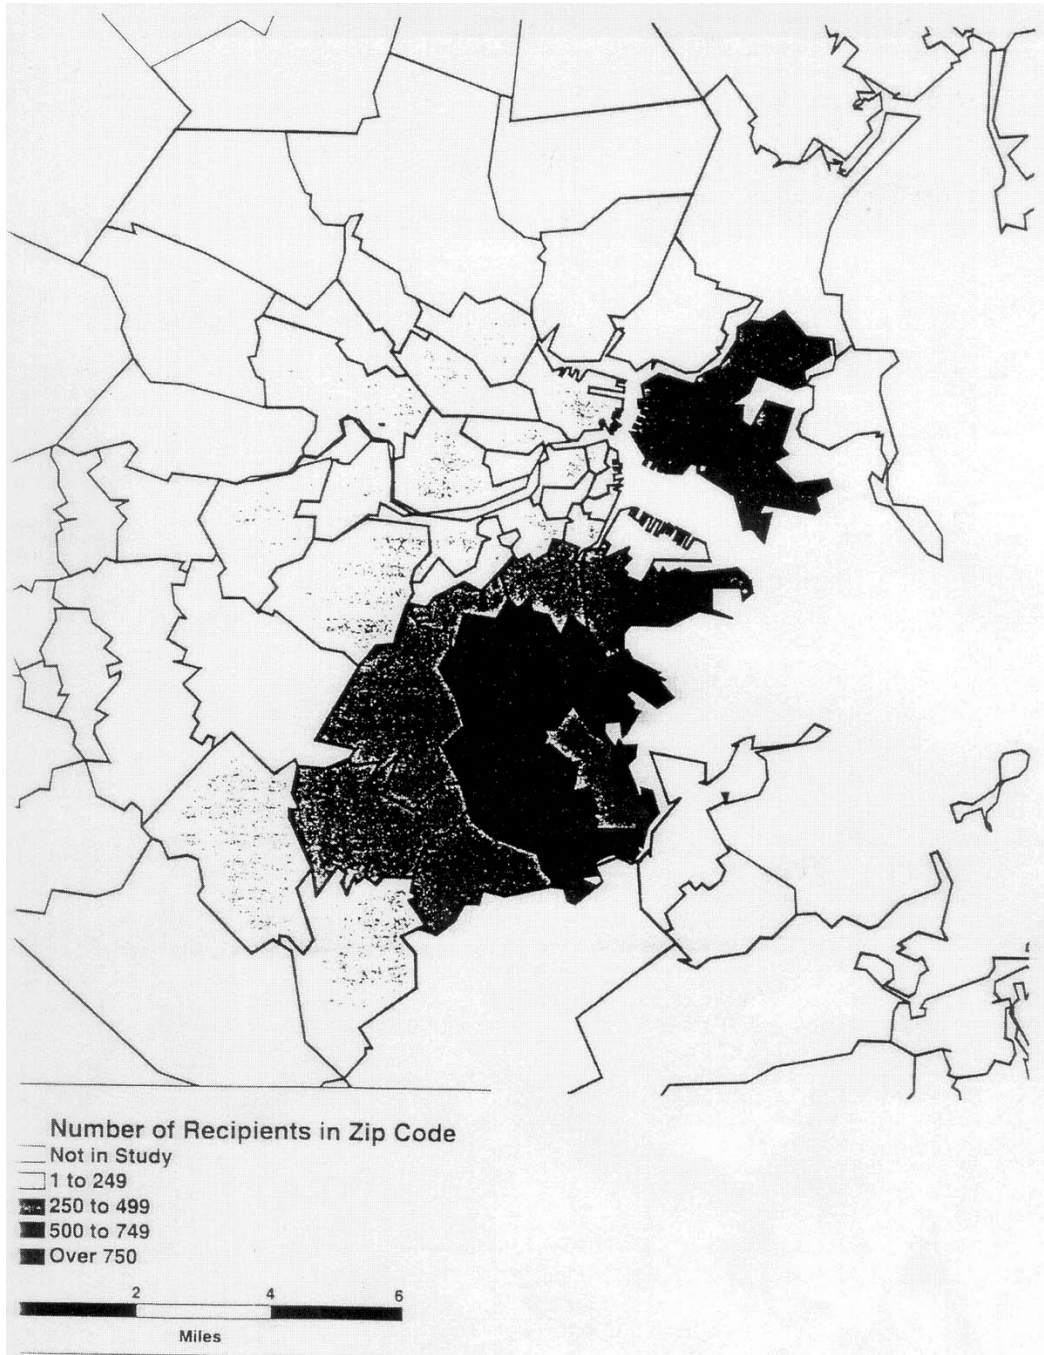 Number of Recipients in Zip Code
Not in Study
1 to 249
250 to 499
500 to 749
Over 750
2 4 6
Miles